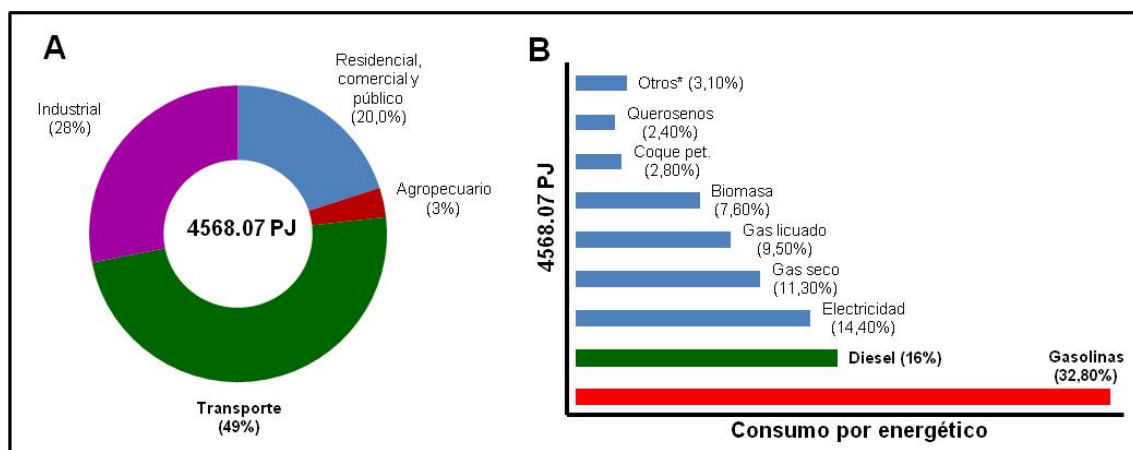 A
Residencial,
comercial y
público
(20,0%)
Industrial
(28%)
Agropecuario
(3%)
4568.07 PJ
Transporte
(49%)
B
4568.07 PJ
Otros* (3,10%)
Querosenos
(2,40%)
Coque pet.
(2,80%)
Biomasa
(7,60%)
Gas licuado
(9,50%)
Gas seco
(11,30%)
Electricidad
(14,40%)
Diesel (16%)
Gasolinas
(32,80%)
Consumo por energético